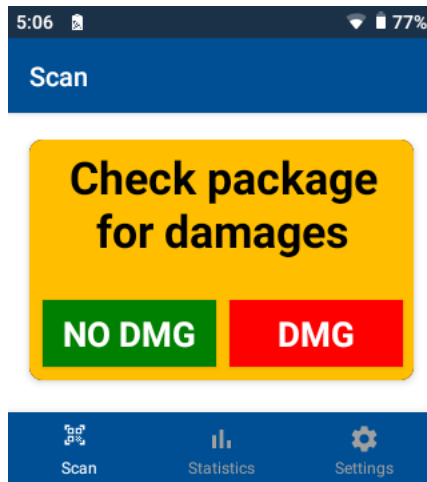 5:06 77%
Scan
Check package
for damages
NO DMG DMG
Scan Statistics Settings